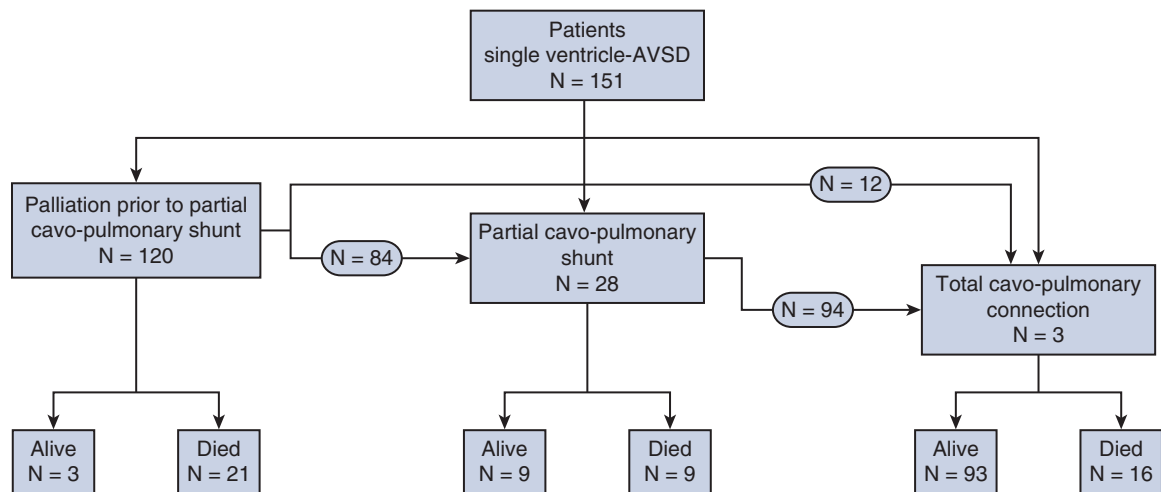 Patients
single ventricle-AVSD
N = 151
N = 12
Palliation prior to partial
cavo-pulmonary shunt
N = 120
N = 84
Partial cavo-pulmonary
shunt
N = 28
N = 94
Total cavo-pulmonary
connection
N = 3
Alive
N = 3
Died
N = 21
Alive
N = 9
Died
N = 9
Alive
N = 93
Died
N = 16